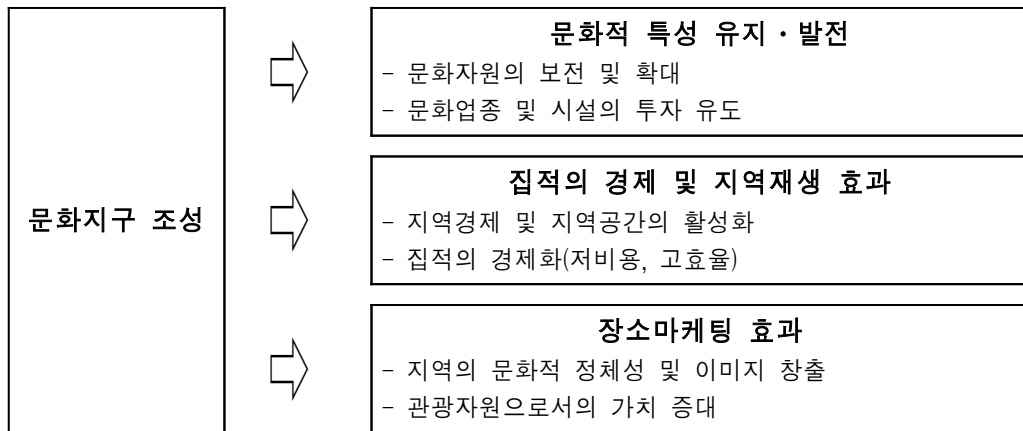 문화지구 조성
문화적 특성 유지・발전
- 문화자원의 보전 및 확대
- 문화업종 및 시설의 투자 유도
집적의 경제 및 지역재생 효과
- 지역경제 및 지역공간의 활성화
- 집적의 경제화(저비용, 고효율)
장소마케팅 효과
- 지역의 문화적 정체성 및 이미지 창출
- 관광자원으로서의 가치 증대